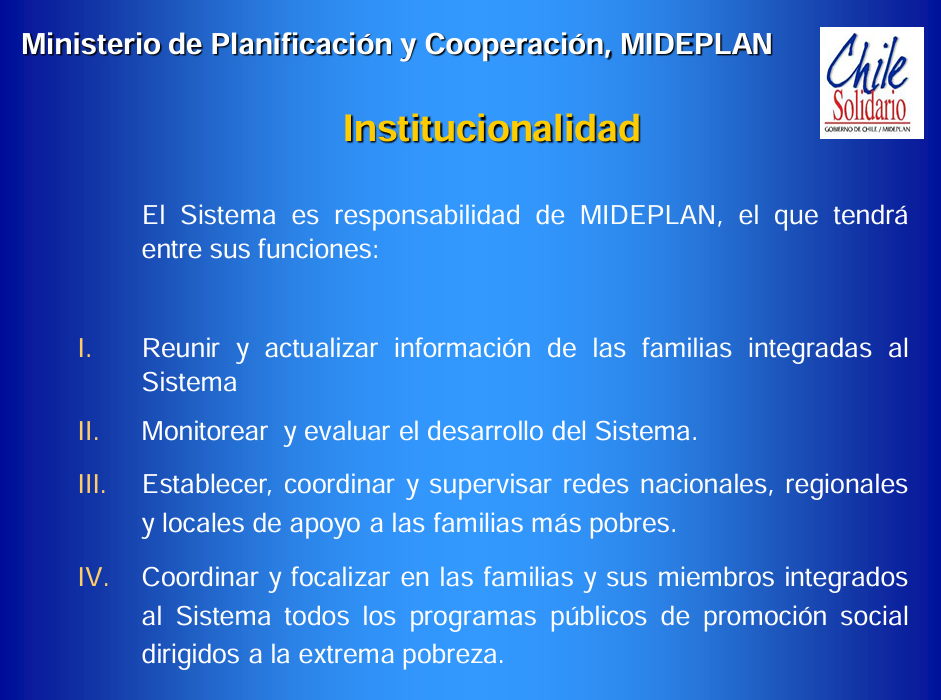 Ministerio de Planificación y Cooperación, MIDEPLAN
Chile
Solidario
GOBIERNO DE CHILE / MIDEPLAN
Institucionalidad
El Sistema es responsabilidad de MIDEPLAN, el que tendrá
entre sus funciones:
I. Reunir y actualizar información de las familias integradas al
Sistema
II. Monitorear y evaluar el desarrollo del Sistema.
III. Establecer, coordinar y supervisar redes nacionales, regionales
y locales de apoyo a las familias más pobres.
IV. Coordinar y focalizar en las familias y sus miembros integrados
al Sistema todos los programas públicos de promoción social
dirigidos a la extrema pobreza.